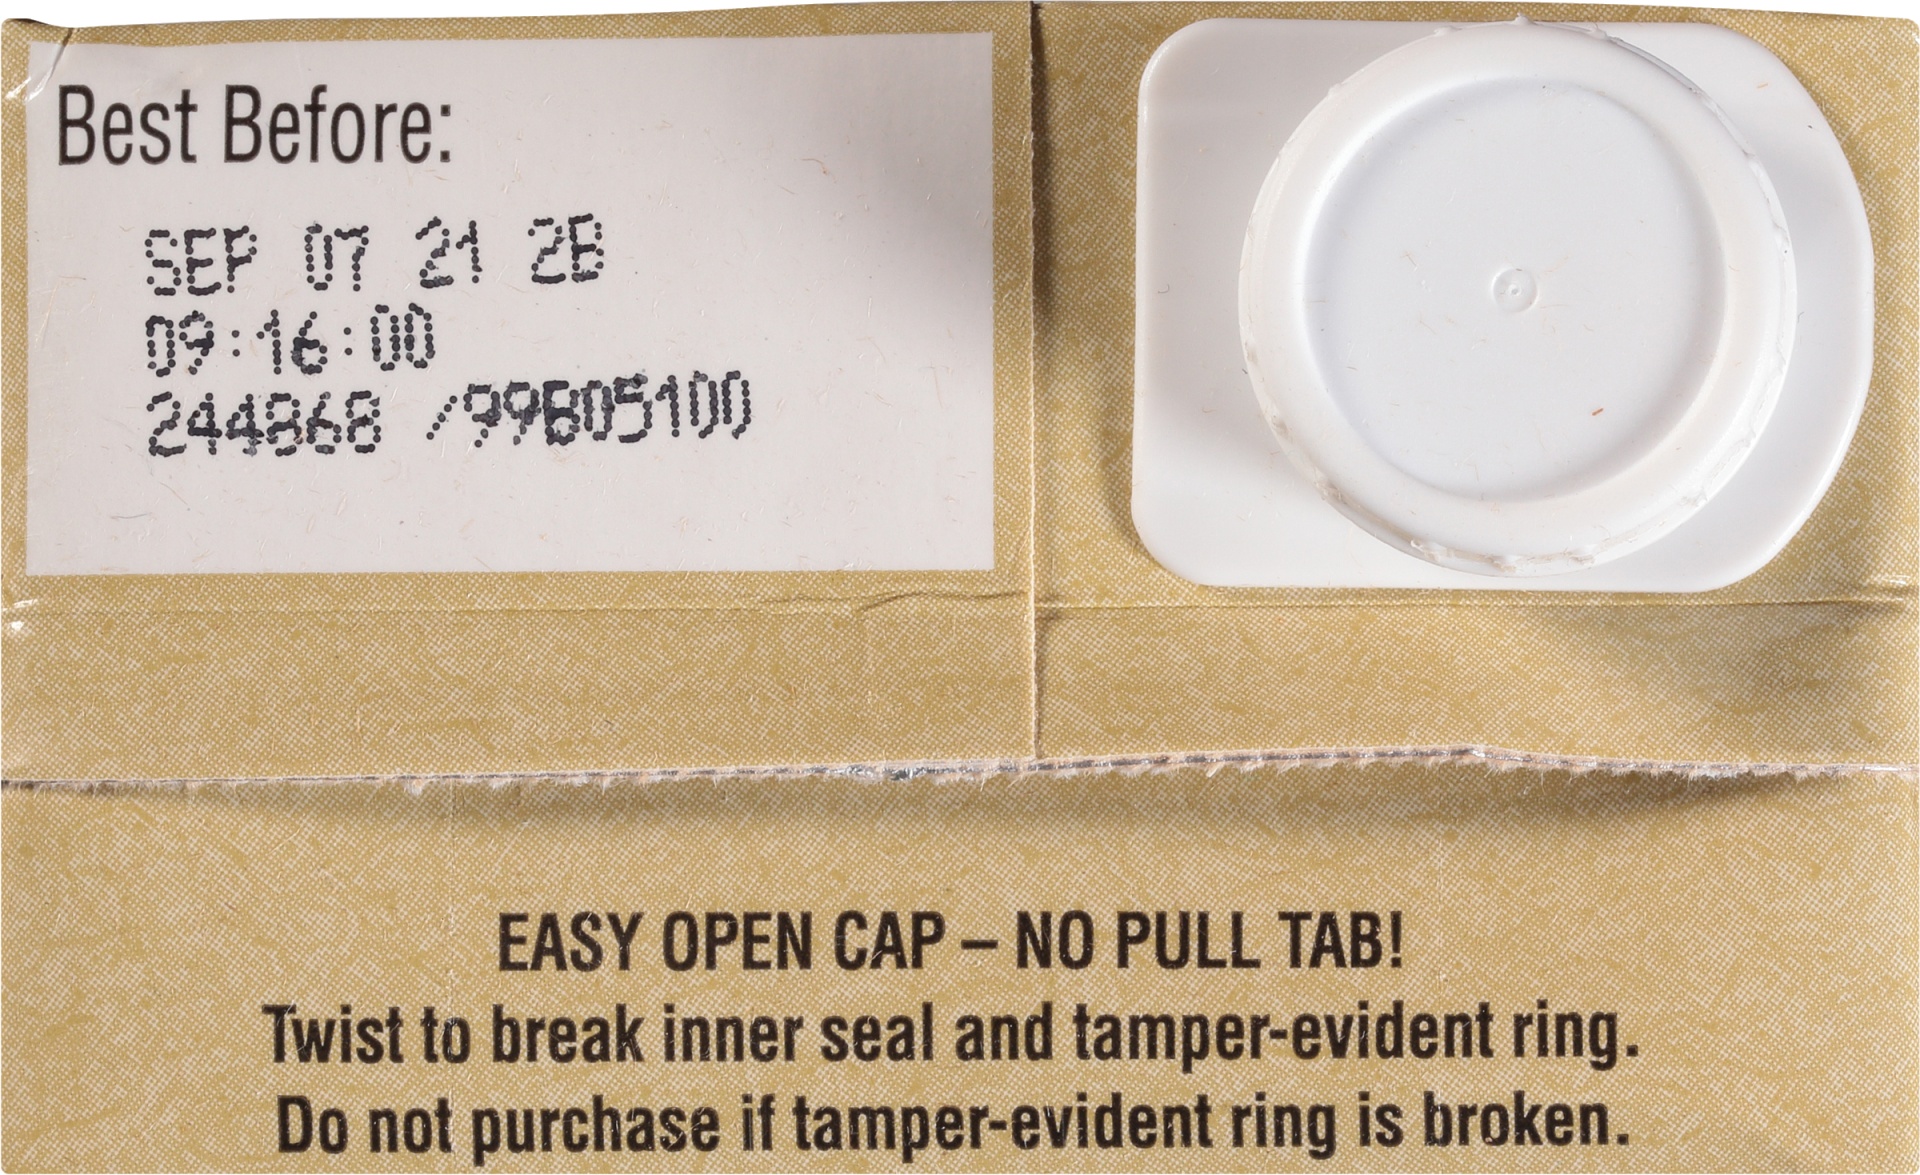 Best Before:
SEP 07 21 2B
09:16:00
244868 /99B05100
EASY OPEN CAP – NO PULL TAB!
Twist to break inner seal and tamper-evident ring.
Do not purchase if tamper-evident ring is broken.